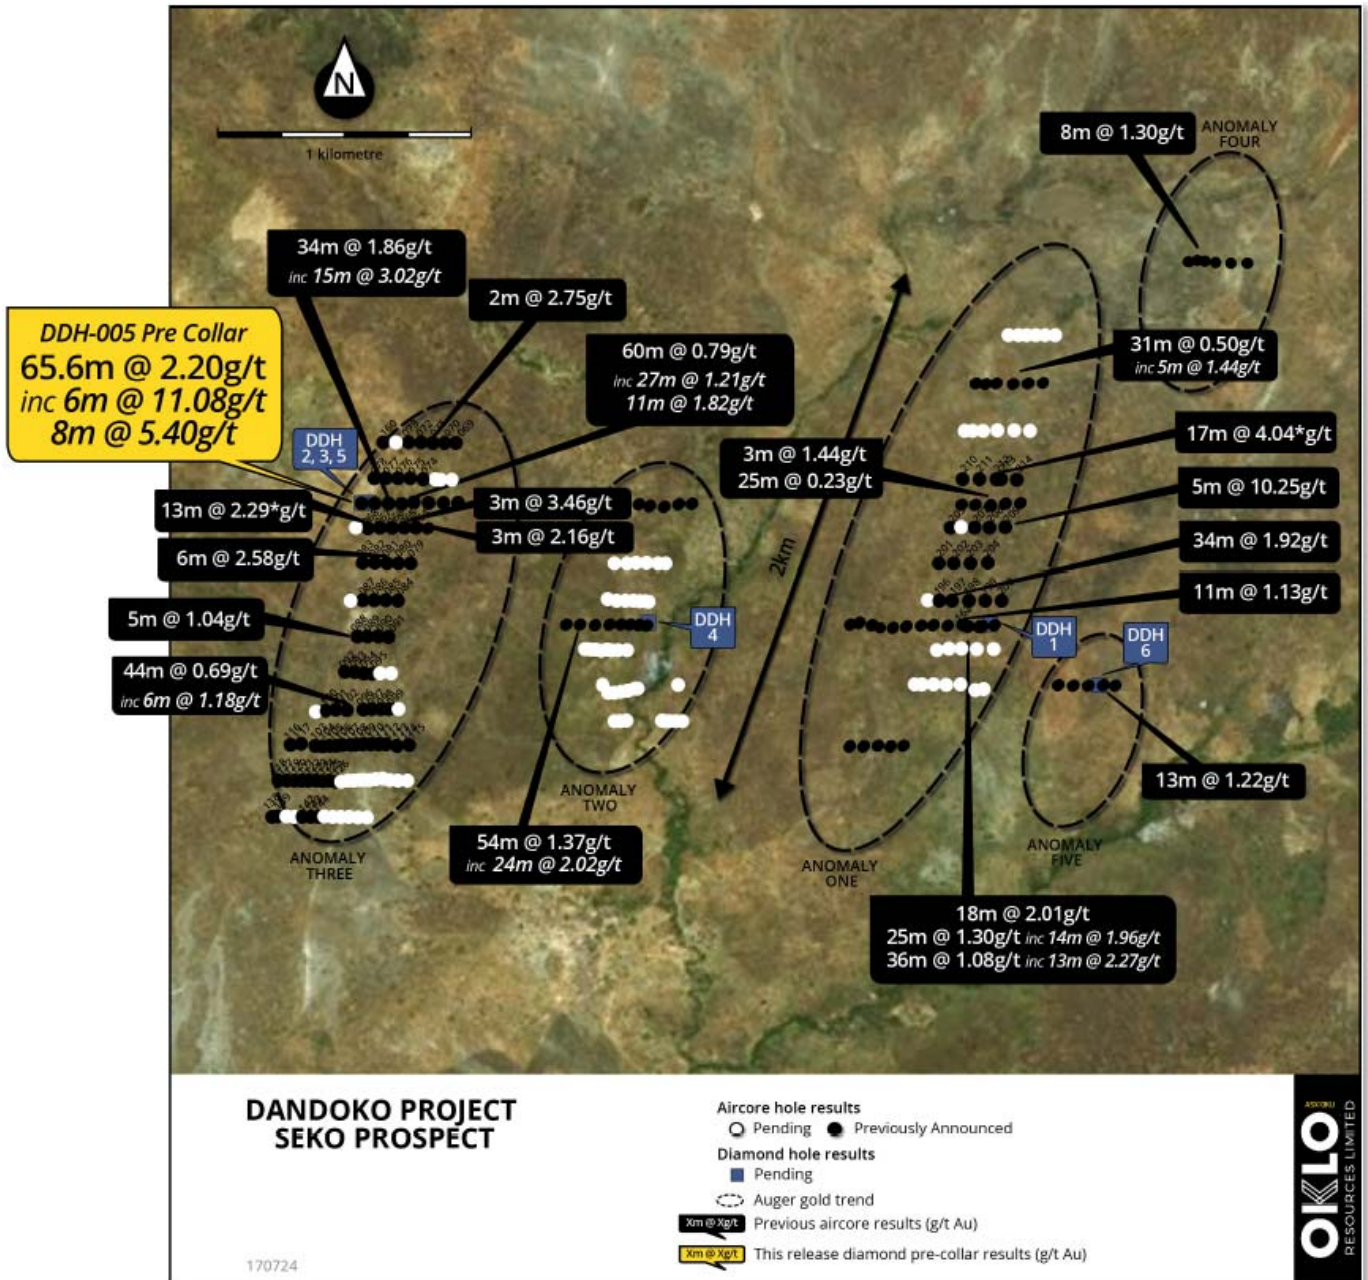 N
1 kilometre
8m @ 1.30g/t
ANOMALY
FOUR
34m @ 1.86g/t
inc 15m @ 3.02g/t
2m @ 2.75g/t
DDH-005 Pre Collar
65.6m @ 2.20g/t
inc 6m @ 11.08g/t
8m @ 5.40g/t
60m @ 0.79g/t
inc 27m @ 1.21g/t
11m @ 1.82g/t
31m @ 0.50g/t
inc 5m @ 1.44g/t
DDH
2, 3, 5
3m @ 1.44g/t
25m @ 0.23g/t
17m @ 4.04*g/t
13m @ 2.29*g/t
3m @ 3.46g/t
5m @ 10.25g/t
3m @ 2.16g/t
6m @ 2.58g/t
34m @ 1.92g/t
2km
5m @ 1.04g/t
11m @ 1.13g/t
DDH
4
DDH
1
DDH
6
44m @ 0.69g/t
inc 6m @ 1.18g/t
13m @ 1.22g/t
ANOMALY
TWO
54m @ 1.37g/t
inc 24m @ 2.02g/t
ANOMALY
THREE
ANOMALY
ONE
ANOMALY
FIVE
18m @ 2.01g/t
25m @ 1.30g/t inc 14m @ 1.96g/t
36m @ 1.08g/t inc 13m @ 2.27g/t
DANDOKO PROJECT
SEKO PROSPECT
Aircore hole results
Pending Previously Announced
Diamond hole results
Pending
Auger gold trend
Xm @ Xg/t Previous aircore results (g/t Au)
Xm @ Xg/t This release diamond pre-collar results (g/t Au)
170724
OKLO
RESOURCES LIMITED